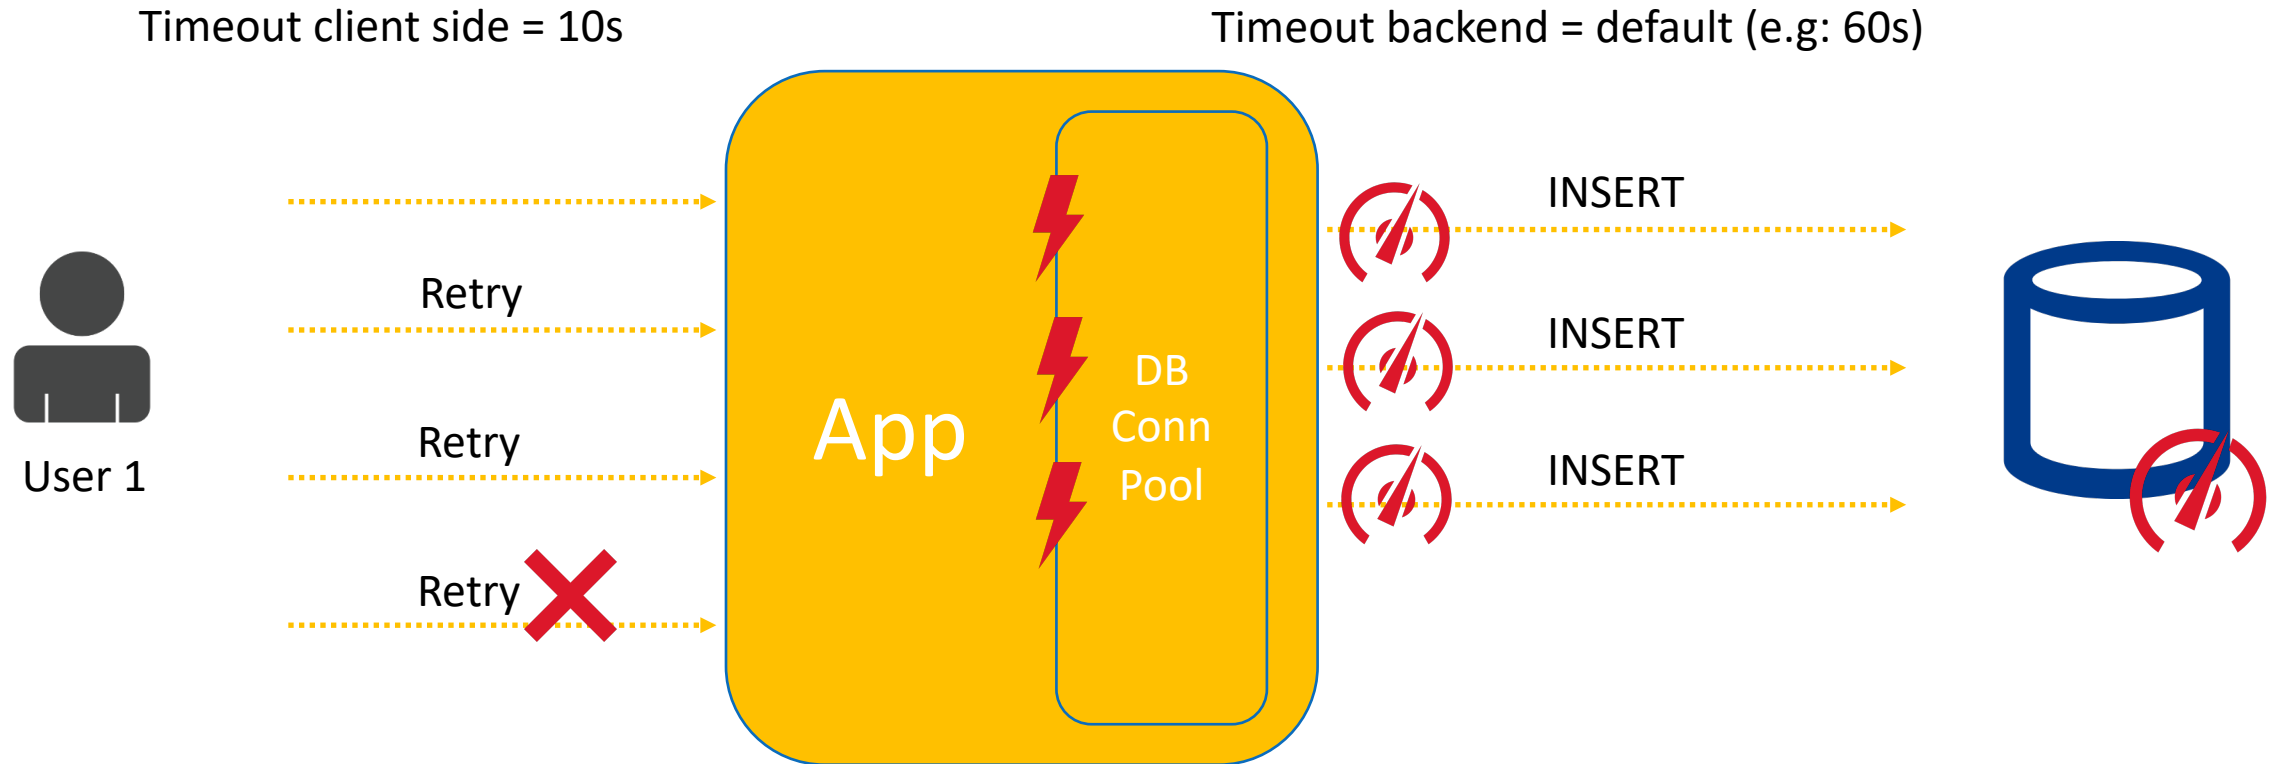 Timeout client side = 10s
Timeout backend = default (e.g: 60s)
INSERT
Retry
INSERT
DB
Conn
Pool
App
Retry
INSERT
User 1
Retry